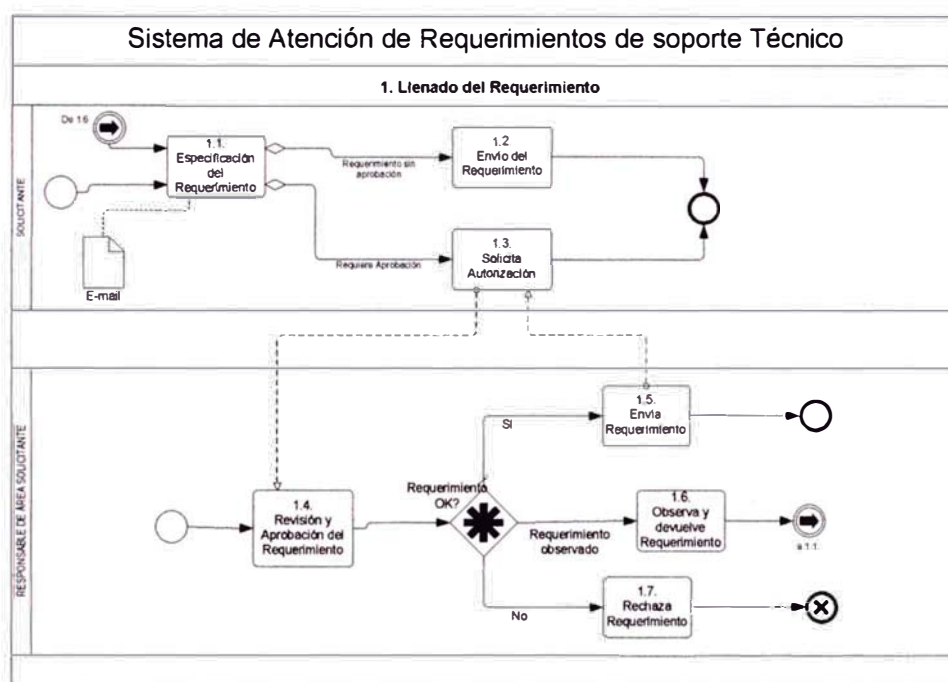 Sistema de Atención de Requerimientos de soporte Técnico
1. Llenado del Requerimiento
SOLICITANTE
De 1.6
1.1.
Especificación
del
Requerimiento
E-mail
Requerimiento sin
aprobación
Requiere Aprobación
1.2.
Envio del
Requerimiento
1.3.
Solicita
Autorización
RESPONSABLE DE ÁREA SOLICITANTE
1.4.
Revisión y
Aprobación del
Requerimiento
Requerimiento
OK?
SI
Requerimiento
observado
No
1.5.
Envia
Requerimiento
1.6.
Observa y
devuelve
Requerimiento
a 1.1.
1.7.
Rechaza
Requerimiento